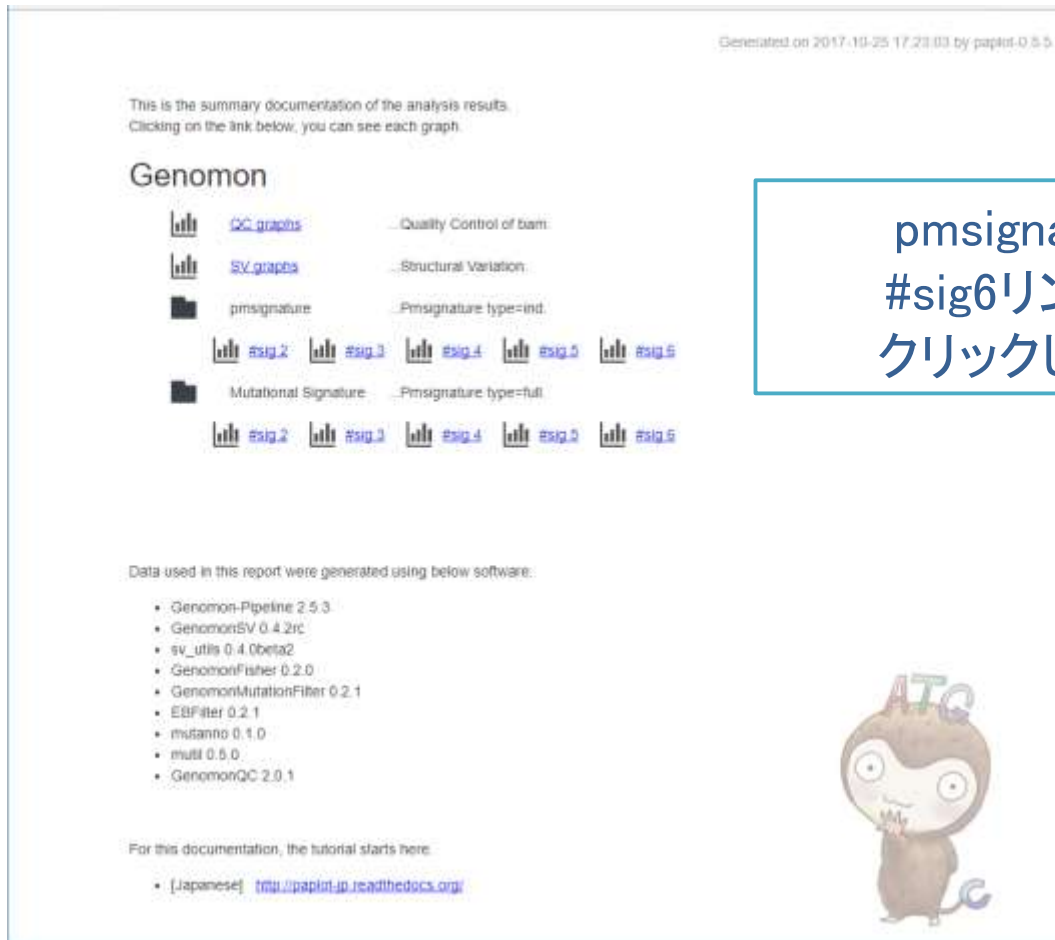 Generated on 2017-10-25 17:23:03 by paplot-0.5.5
This is the summary documentation of the analysis results.
Clicking on the link below, you can see each graph.
Genomon
QC graphs ...Quality Control of bam.
SV graphs ...Structural Variation.
pmsignature ...Pmsignature type=ind.
#sig 2 #sig 3 #sig 4 #sig 5 #sig 6
Mutational Signature ...Pmsignature type=full.
#sig 2 #sig 3 #sig 4 #sig 5 #sig 6
pmsigna
#sig6リン
クリックし
Data used in this report were generated using below software.
• Genomon-Pipeline 2.5.3
• GenomonSV 0.4.2rc
• sv_utils 0.4.0beta2
• GenomonFisher 0.2.0
• GenomonMutationFilter 0.2.1
• EBFilter 0.2.1
• mutanno 0.1.0
• mutil 0.5.0
• GenomonQC 2.0.1
ATGC
For this documentation, the tutorial starts here.
• [Japanese] http://paplot-jp.readthedocs.org/